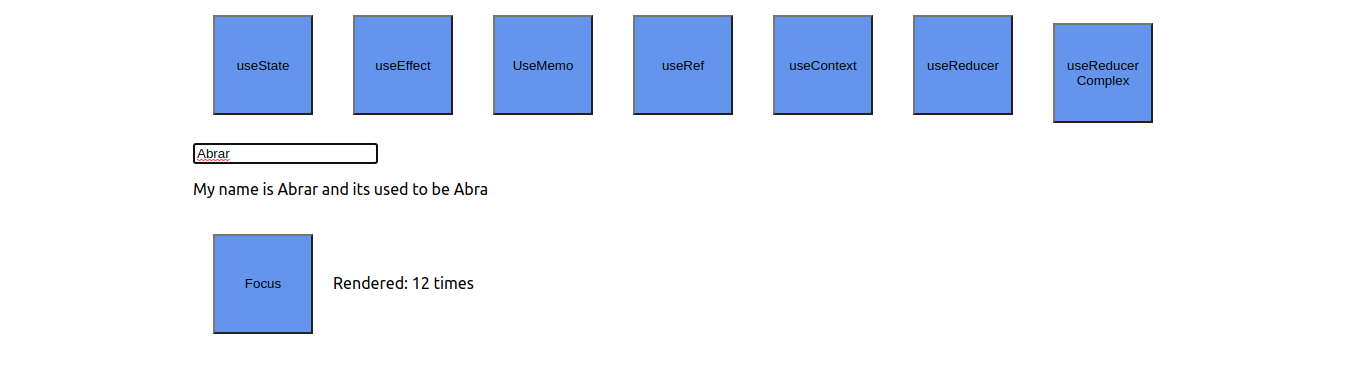 useState
useEffect
UseMemo
useRef
useContext
useReducer
useReducer
Complex
Abrar
My name is Abrar and its used to be Abra
Focus
Rendered: 12 times